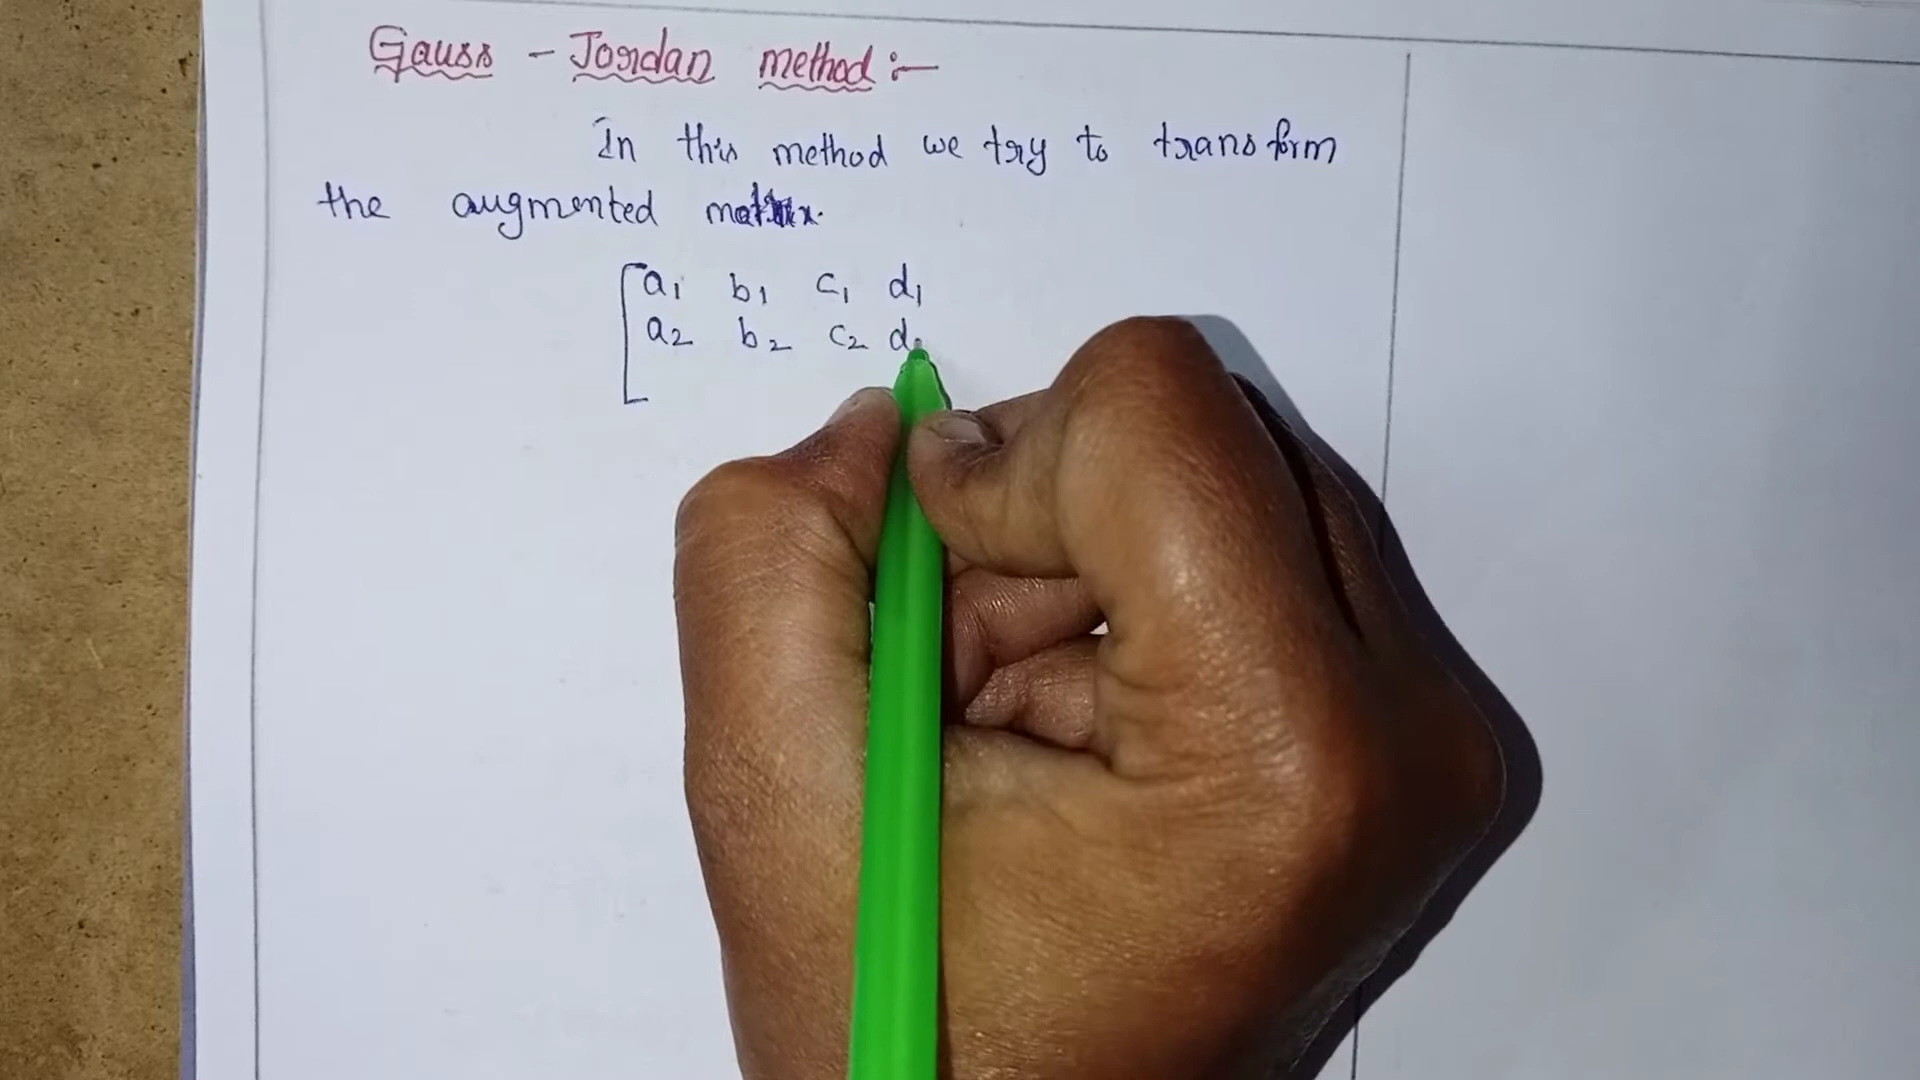 Gauss - Jordan method :-
In this method we try to transform
the augmented matrix.
a1 b1 c1 d1
a2 b2 c2 d